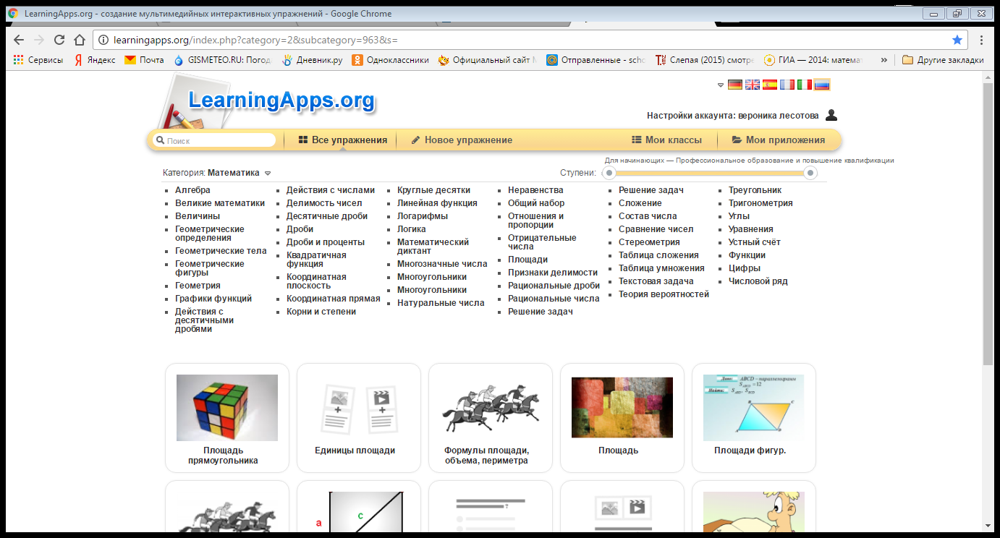 LearningApps.org - создание мультимедийных интерактивных упражнений - Google Chrome
learningapps.org/index.php?category=2&subcategory=963&s=
Сервисы Яндекс Почта GISMETEO.RU: Погод Дневник.ру Одноклассники Официальный сайт Отправленные - scho Слепая (2015) смотре ГИА — 2014: матема » Другие закладки
LearningApps.org
Настройки аккаунта: вероника лесотова
Поиск Все упражнения Новое упражнение Мои классы Мои приложения
Для начинающих — Профессиональное образование и повышение квалификации
Категория: Математика Ступени:
Алгебра
Великие математики
Величины
Геометрические
определения
Геометрические тела
Геометрические
фигуры
Геометрия
Графики функций
Действия с
десятичными
дробями
Действия с числами
Делимость чисел
Десятичные дроби
Дроби
Дроби и проценты
Квадратичная
функция
Координатная
плоскость
Координатная прямая
Корни и степени
Круглые десятки
Линейная функция
Логарифмы
Логика
Математический
диктант
Многозначные числа
Многоугольники
Многоугольники
Натуральные числа
Неравенства
Общий набор
Отношения и
пропорции
Отрицательные
числа
Площади
Признаки делимости
Рациональные дроби
Рациональные числа
Решение задач
Решение задач
Сложение
Состав числа
Сравнение чисел
Стереометрия
Таблица сложения
Таблица умножения
Текстовая задача
Теория вероятностей
Треугольник
Тригонометрия
Углы
Уравнения
Устный счёт
Функции
Цифры
Числовой ряд
Площадь
прямоугольника
Единицы площади
Формулы площади,
объема, периметра
Площадь
Дано: ABCD - параллелограмм
S ABCD = 12
Найти: S ABD, S BCD
B C
A D
Площади фигур.
a c
?